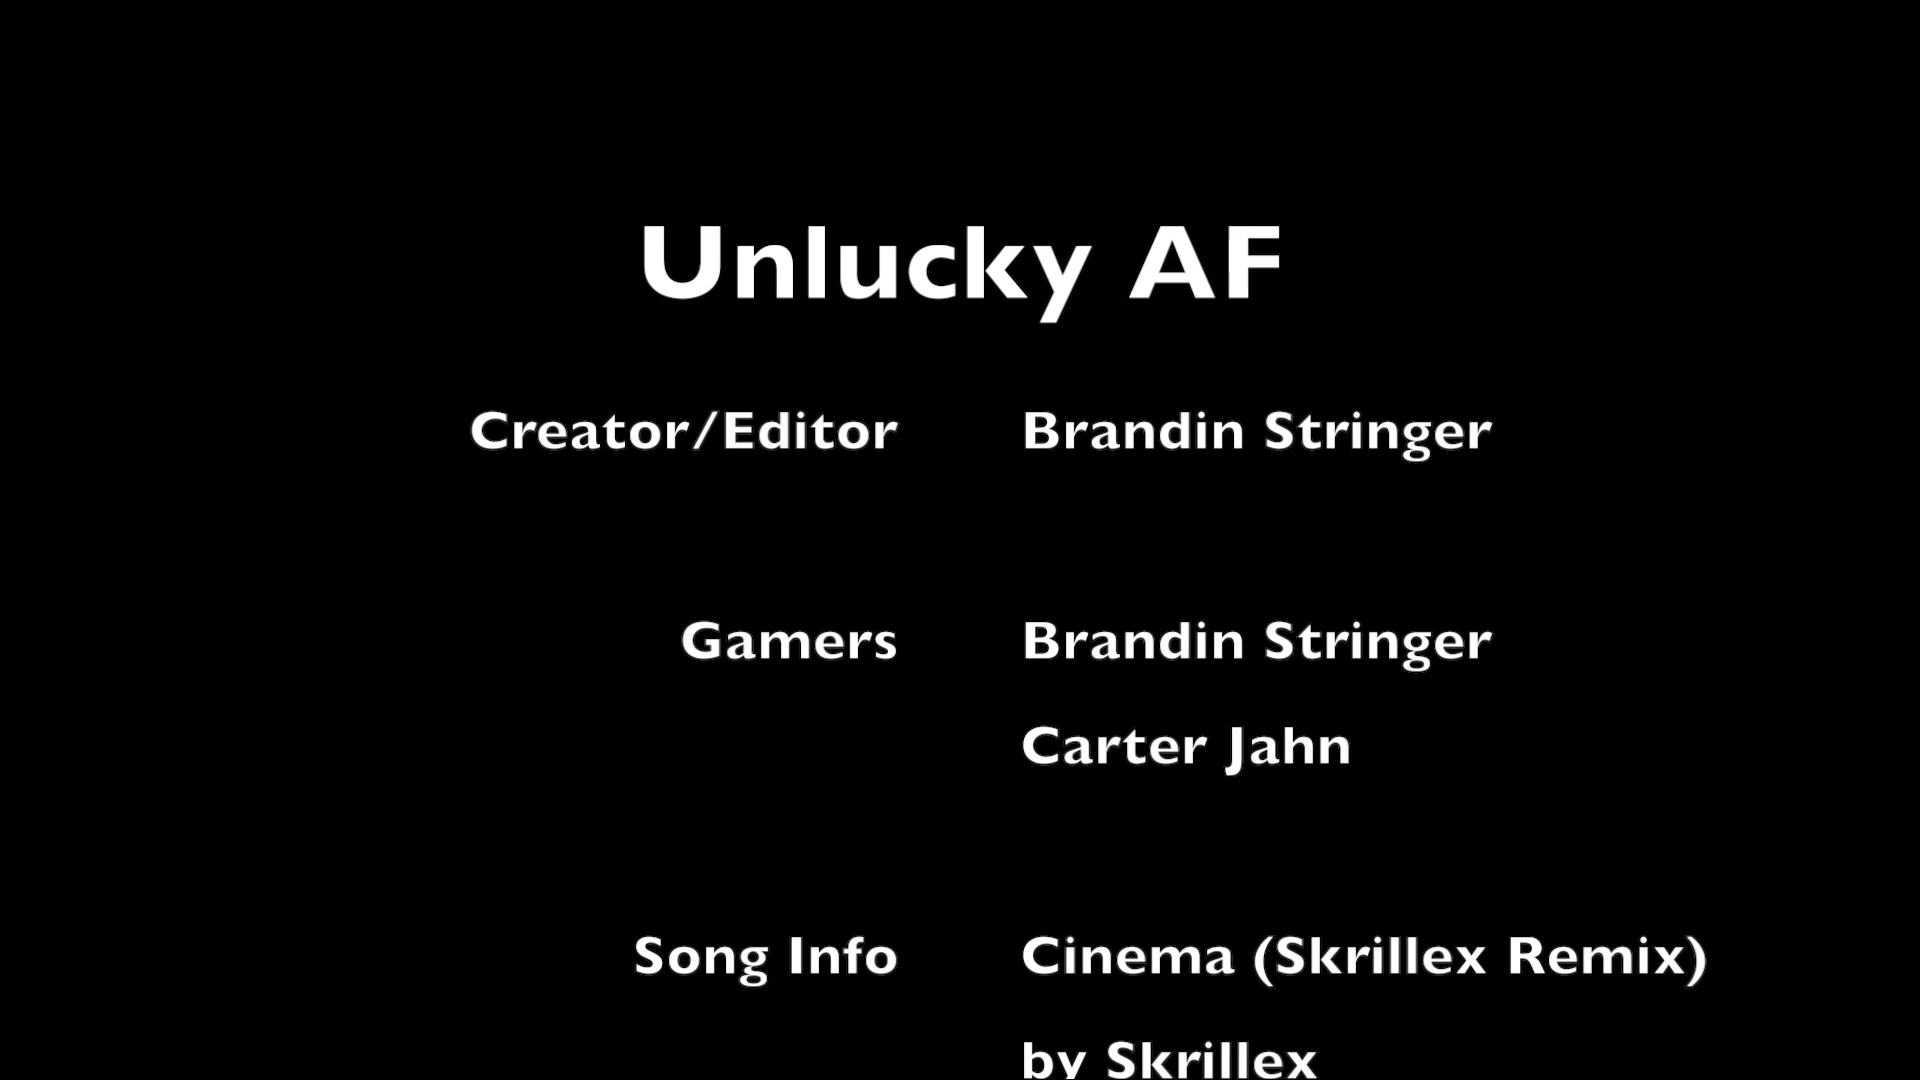 Unlucky AF
Creator/Editor Brandin Stringer
Gamers Brandin Stringer
Carter Jahn
Song Info Cinema (Skrillex Remix)
by Skrillex